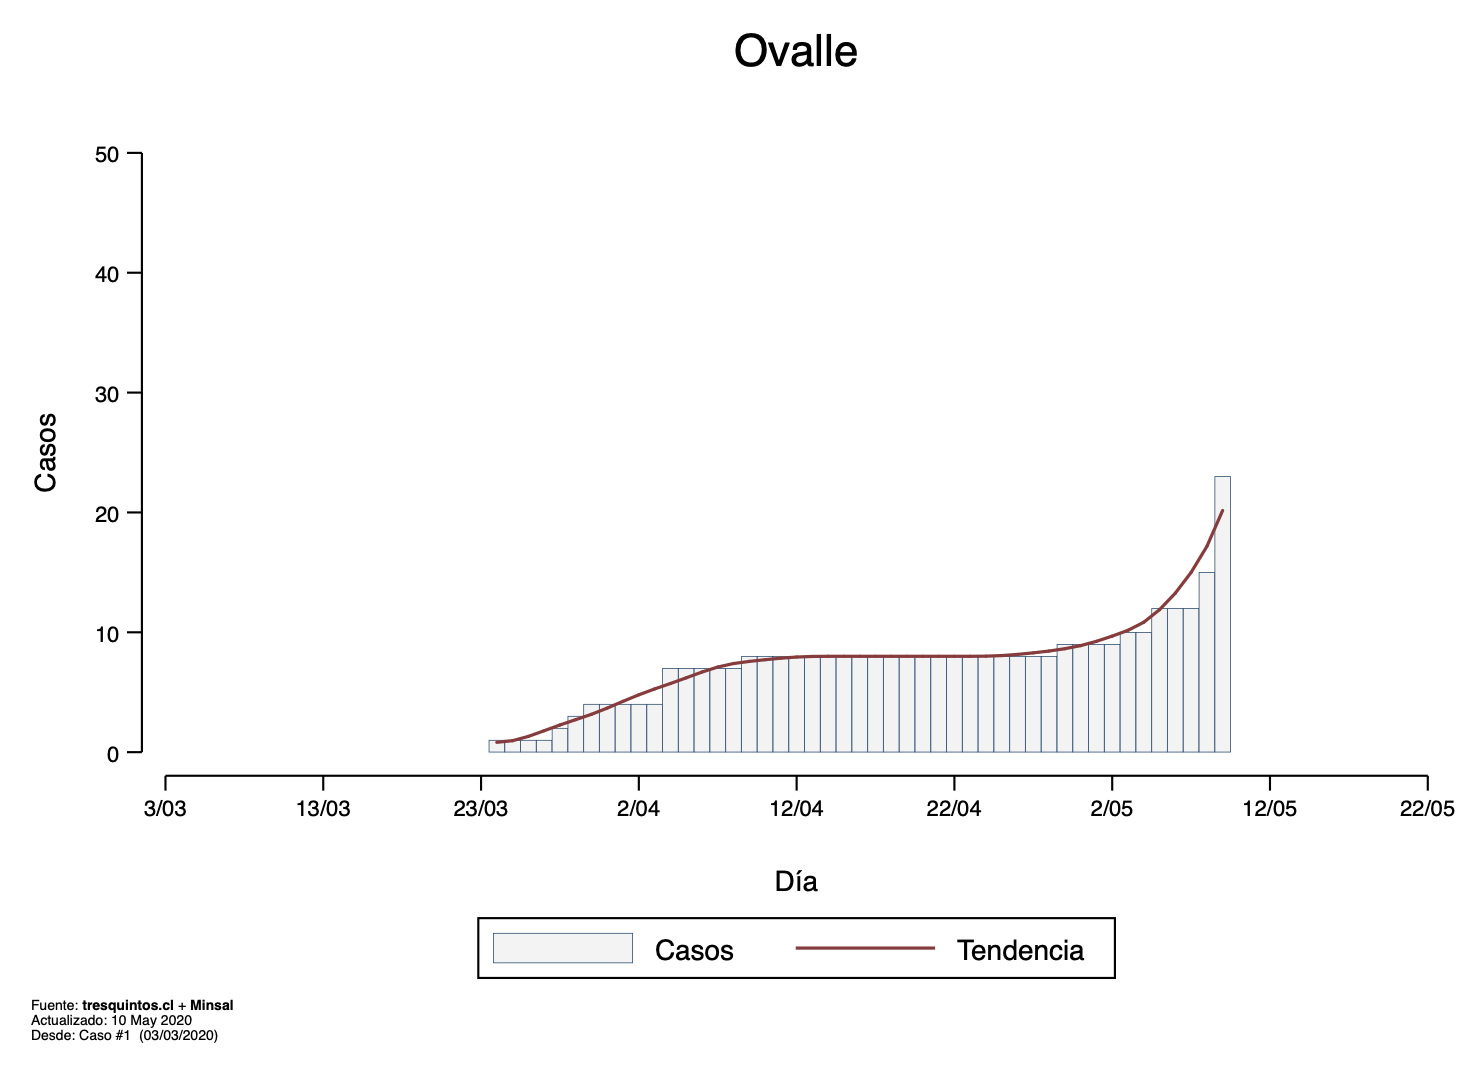 Ovalle
50
40
30
20
10
0
Casos
3/03 13/03 23/03 2/04 12/04 22/04 2/05 12/05 22/05
Día
Casos Tendencia
Fuente: tresquintos.cl + Minsal
Actualizado: 10 May 2020
Desde: Caso #1 (03/03/2020)